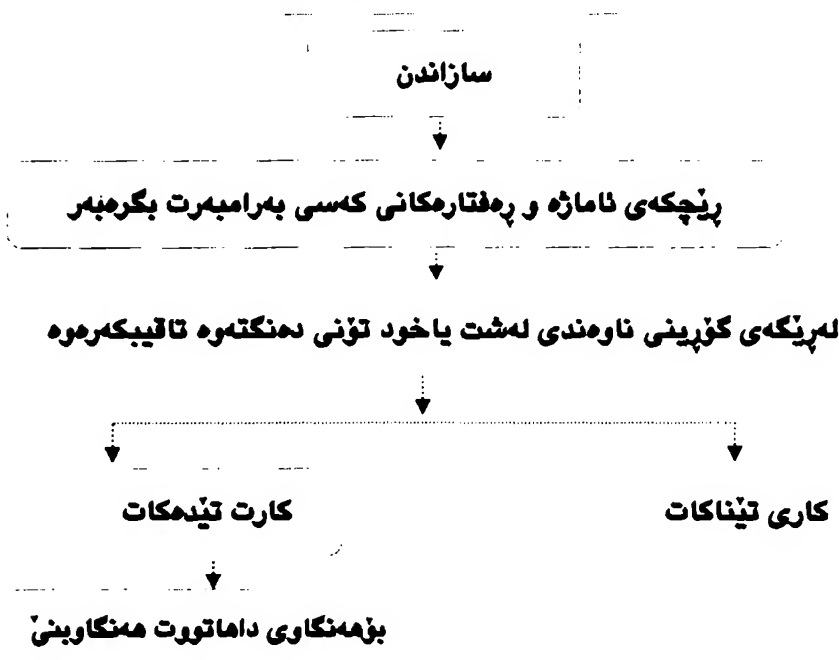 سازاندن
ڕێچکەی ئاماژە و ڕەفتارەکانی کەسی بەرامبەرت بگرەبەر
لەڕێگەی گۆڕینی ناوەندی لەشت یاخود تۆنی دەنگتەوە تاقیبکەرەوە
کاری تێناکات
کارت تێدەکات
بۆهەنگاوی داهاتووت هەنگاوبنێ